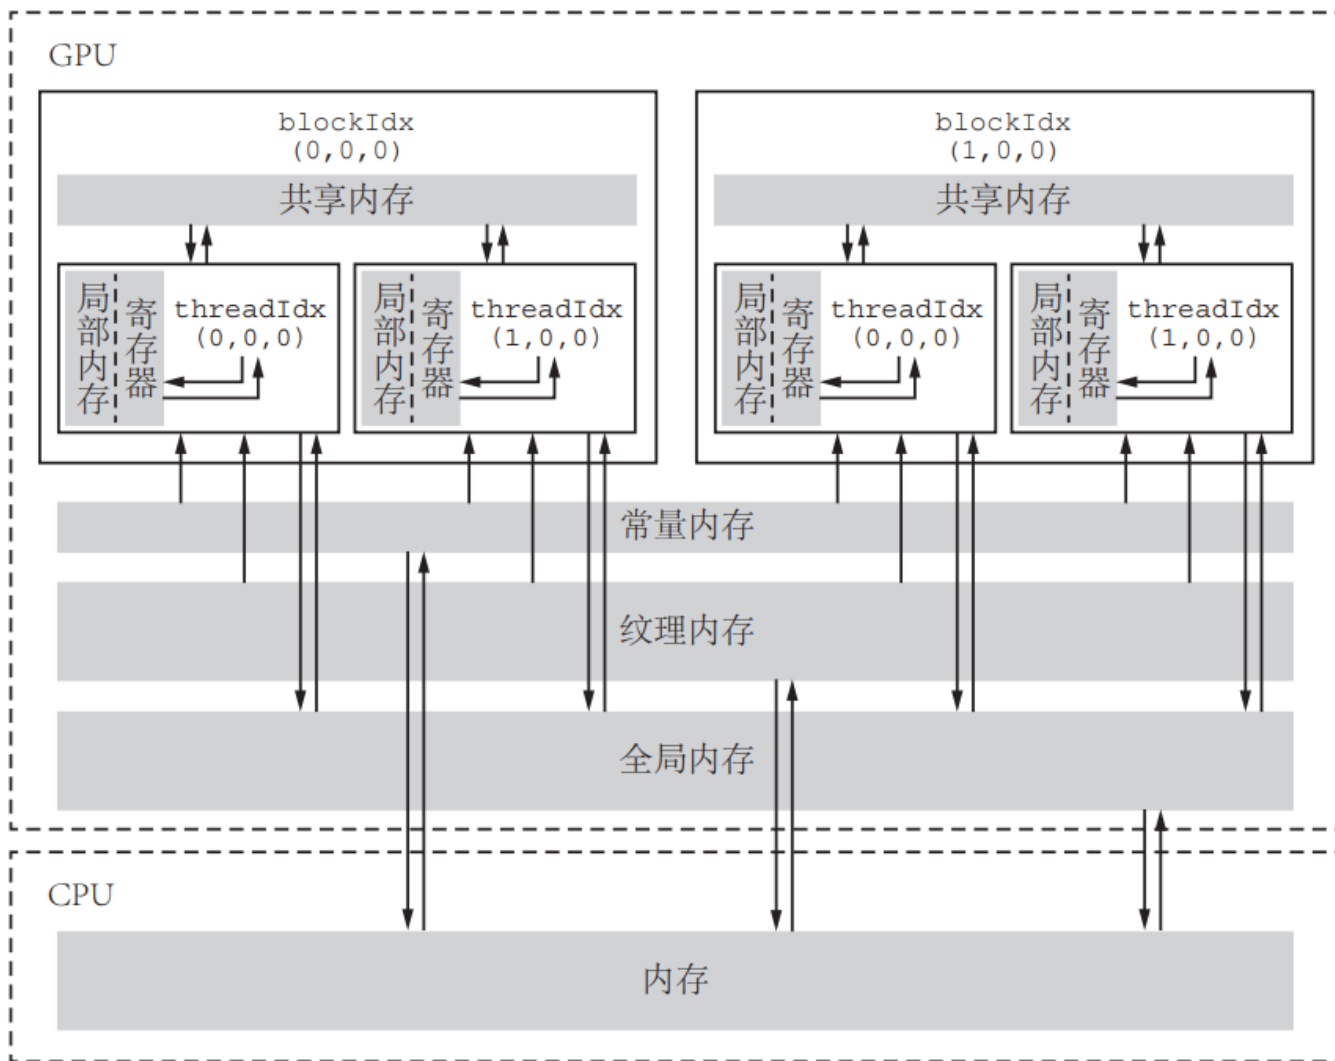 GPU
blockIdx
(0,0,0)
共享内存
局部内存
寄存器
threadIdx
(0,0,0)
局部内存
寄存器
threadIdx
(1,0,0)
blockIdx
(1,0,0)
共享内存
局部内存
寄存器
threadIdx
(0,0,0)
局部内存
寄存器
threadIdx
(1,0,0)
常量内存
纹理内存
全局内存
CPU
内存